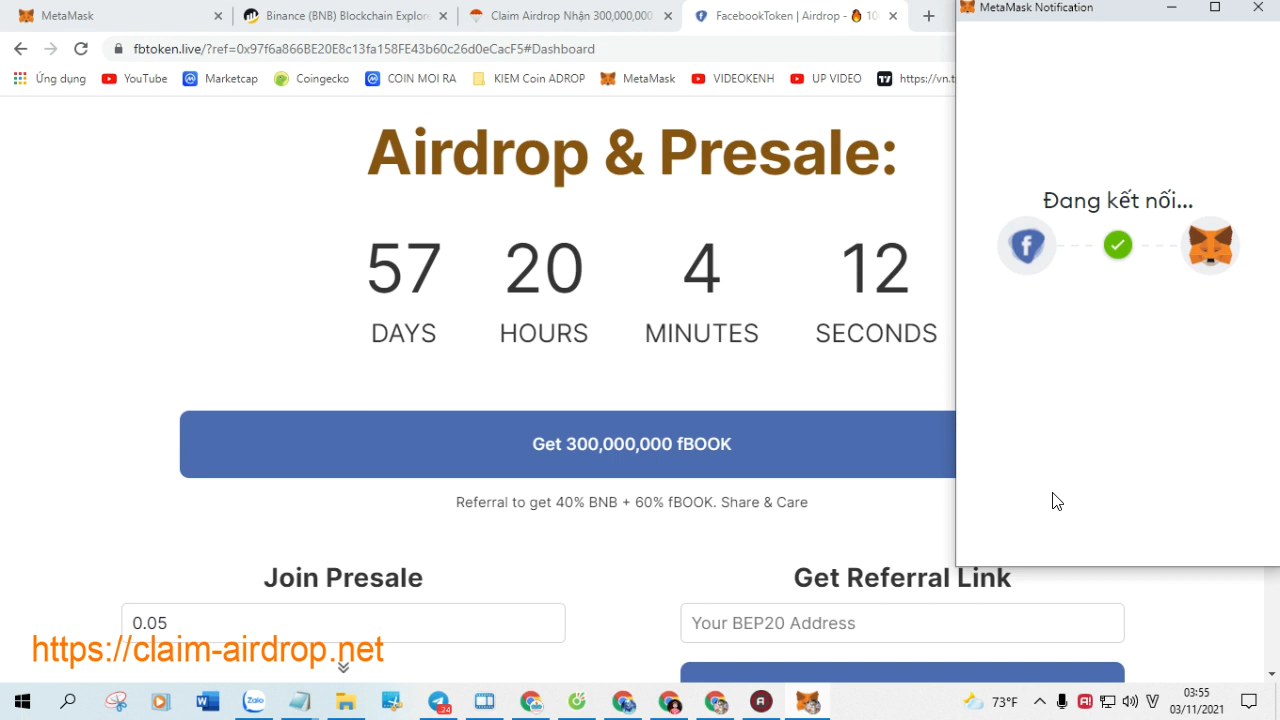 MetaMask
Binance (BNB) Blockchain Explore
Claim Airdrop Nhận 300,000,000
FacebookToken | Airdrop - 🔥 10
MetaMask Notification
fbtoken.live/?ref=0x97f6a866BE20E8c13fa158FE43b60c26d0eCacF5#Dashboard
Ứng dụng
YouTube
Marketcap
Coingecko
COIN MOI RA
KIEM Coin ADROP
MetaMask
VIDEOKENH
UP VIDEO
https://vn.t
Airdrop & Presale:
Đang kết nối...
57 20 4 12
DAYS HOURS MINUTES SECONDS
Get 300,000,000 fBOOK
Referral to get 40% BNB + 60% fBOOK. Share & Care
Join Presale
Get Referral Link
0.05
Your BEP20 Address
https://claim-airdrop.net
Zalo
24
73°F
03:55
03/11/2021